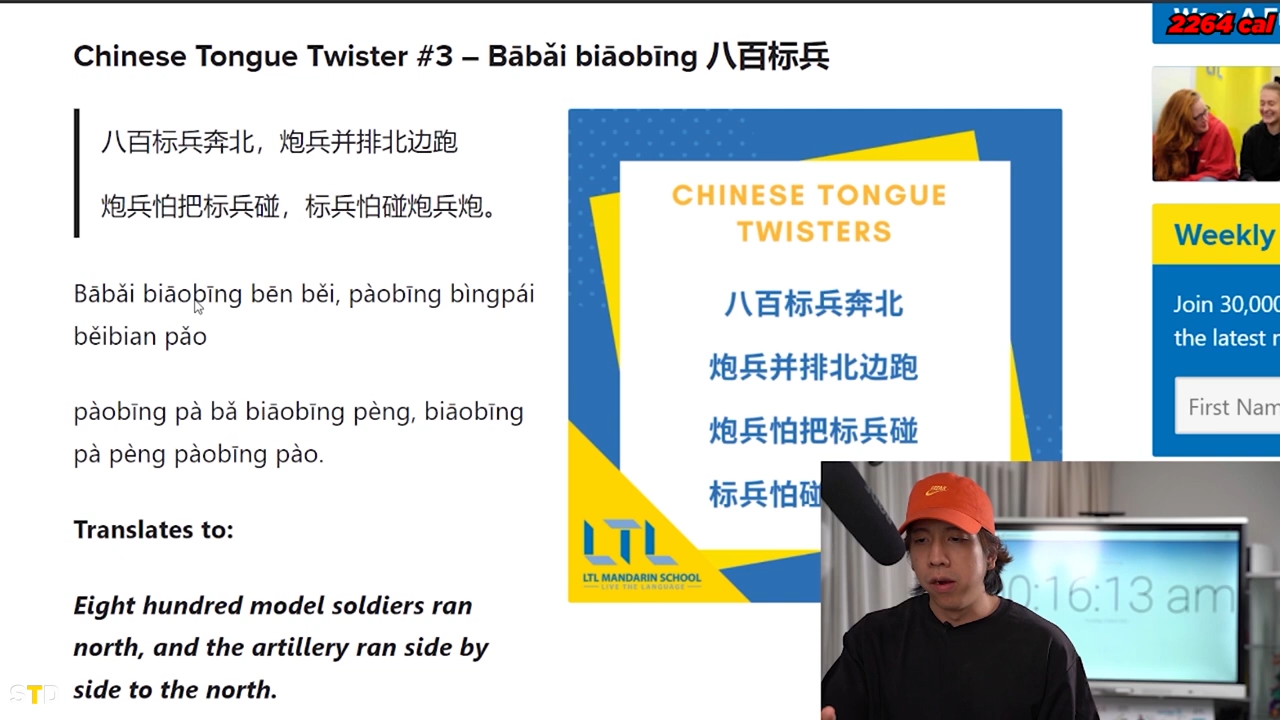 Chinese Tongue Twister #3 – Bābǎi biāobīng 八百标兵
八百标兵奔北，炮兵并排北边跑
炮兵怕把标兵碰，标兵怕碰炮兵炮。
Bābǎi biāobīng bēn běi, pàobīng bìngpái
běibian pǎo
pàobīng pà bǎ biāobīng pèng, biāobīng
pà pèng pàobīng pào.
Translates to:
Eight hundred model soldiers ran
north, and the artillery ran side by
side to the north.
CHINESE TONGUE
TWISTERS
八百标兵奔北
炮兵并排北边跑
炮兵怕把标兵碰
标兵怕碰
LTL
LTL MANDARIN SCHOOL
LIVE THE LANGUAGE
2264 cal
Weekly
Join 30,000
the latest
First Nam
:16:13 am
STD